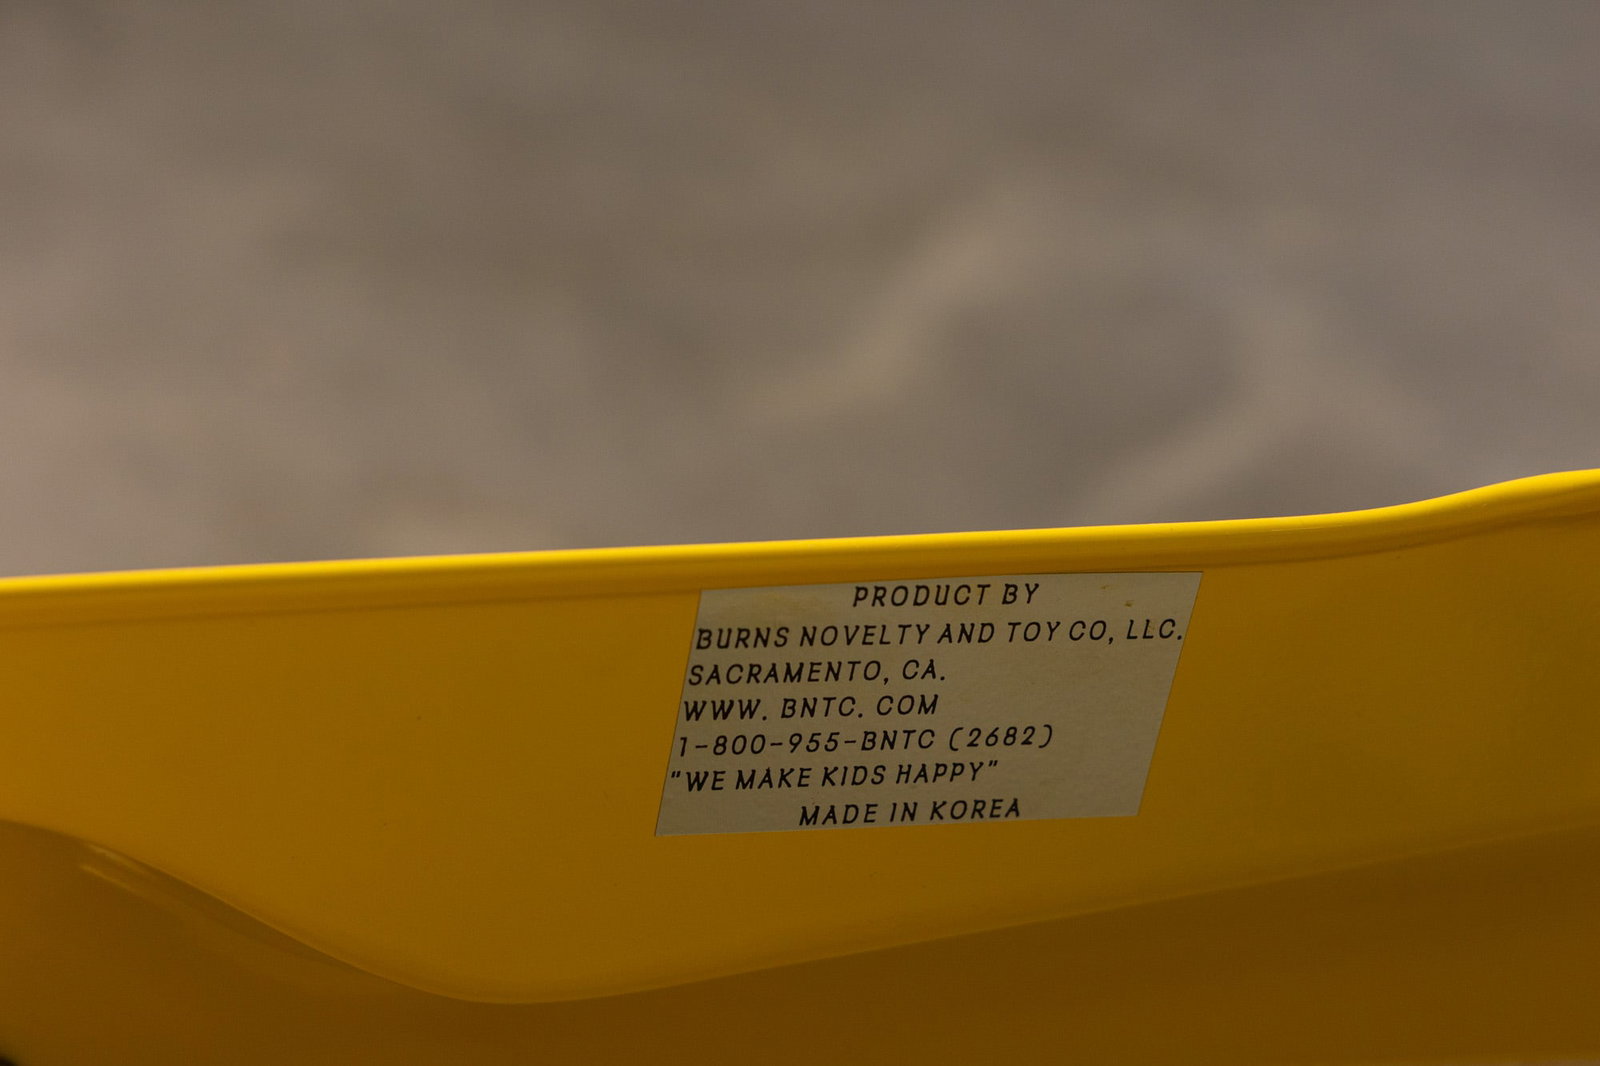 PRODUCT BY
BURNS NOVELTY AND TOY CO, LLC.
SACRAMENTO, CA.
WWW. BNTC. COM
1-800-955-BNTC (2682)
"WE MAKE KIDS HAPPY"
MADE IN KOREA